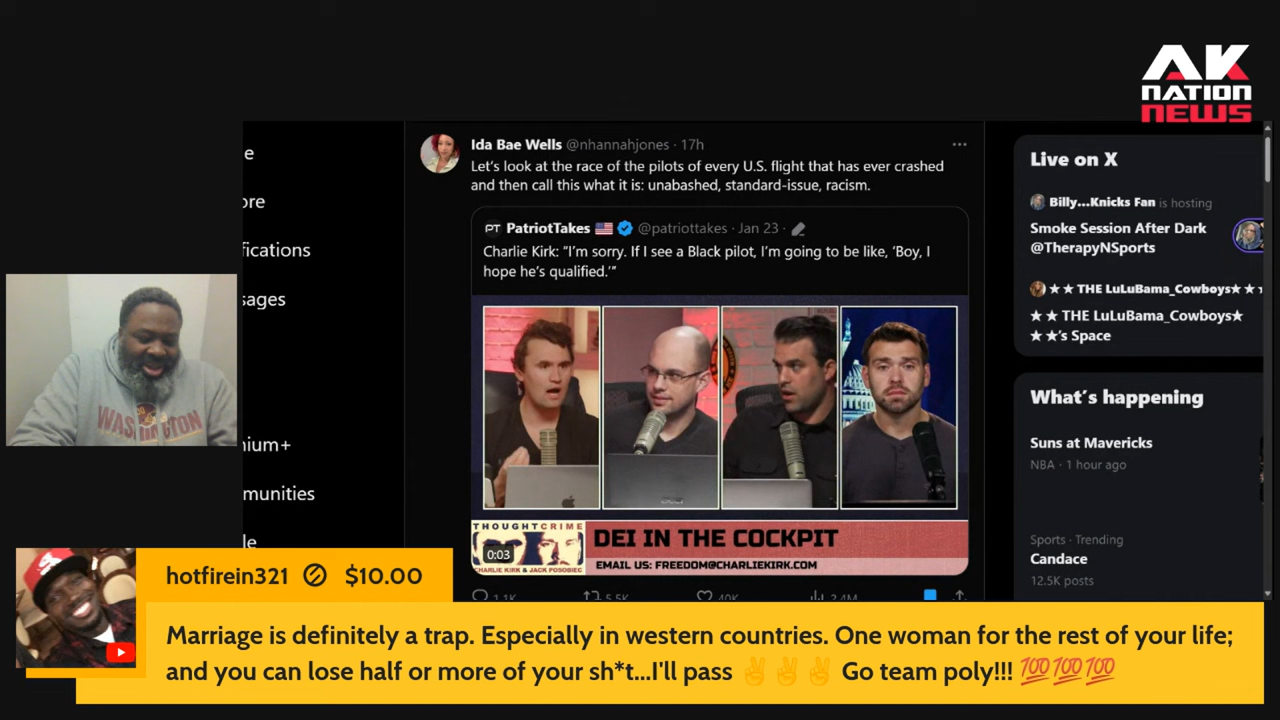 AK
NATION
NEWS
e
ore
fications
sages
nium+
munities
le
Ida Bae Wells @nhannahjones · 17h
Let's look at the race of the pilots of every U.S. flight that has ever crashed
and then call this what it is: unabashed, standard-issue, racism.
PT PatriotTakes 🇺🇸 @patriottakes · Jan 23 ·
Charlie Kirk: “I’m sorry. If I see a Black pilot, I’m going to be like, ‘Boy, I
hope he’s qualified.’”
THOUGHTCRIME
0:03
CHARLIE KIRK & JACK POSOBIEC
DEI IN THE COCKPIT
EMAIL US: FREEDOM@CHARLIEKIRK.COM
1.1K 5.5K 40K 2.4M
Live on X
Billy...Knicks Fan is hosting
Smoke Session After Dark
@TherapyNSports
★★ THE LuLuBama_Cowboys★★
★★ THE LuLuBama_Cowboys★
★★'s Space
What's happening
Suns at Mavericks
NBA · 1 hour ago
Sports · Trending
Candace
12.5K posts
WASHINGTON
hotfirein321 $10.00
Marriage is definitely a trap. Especially in western countries. One woman for the rest of your life;
and you can lose half or more of your sh*t...I'll pass ✌✌✌ Go team poly!!! 💯💯💯